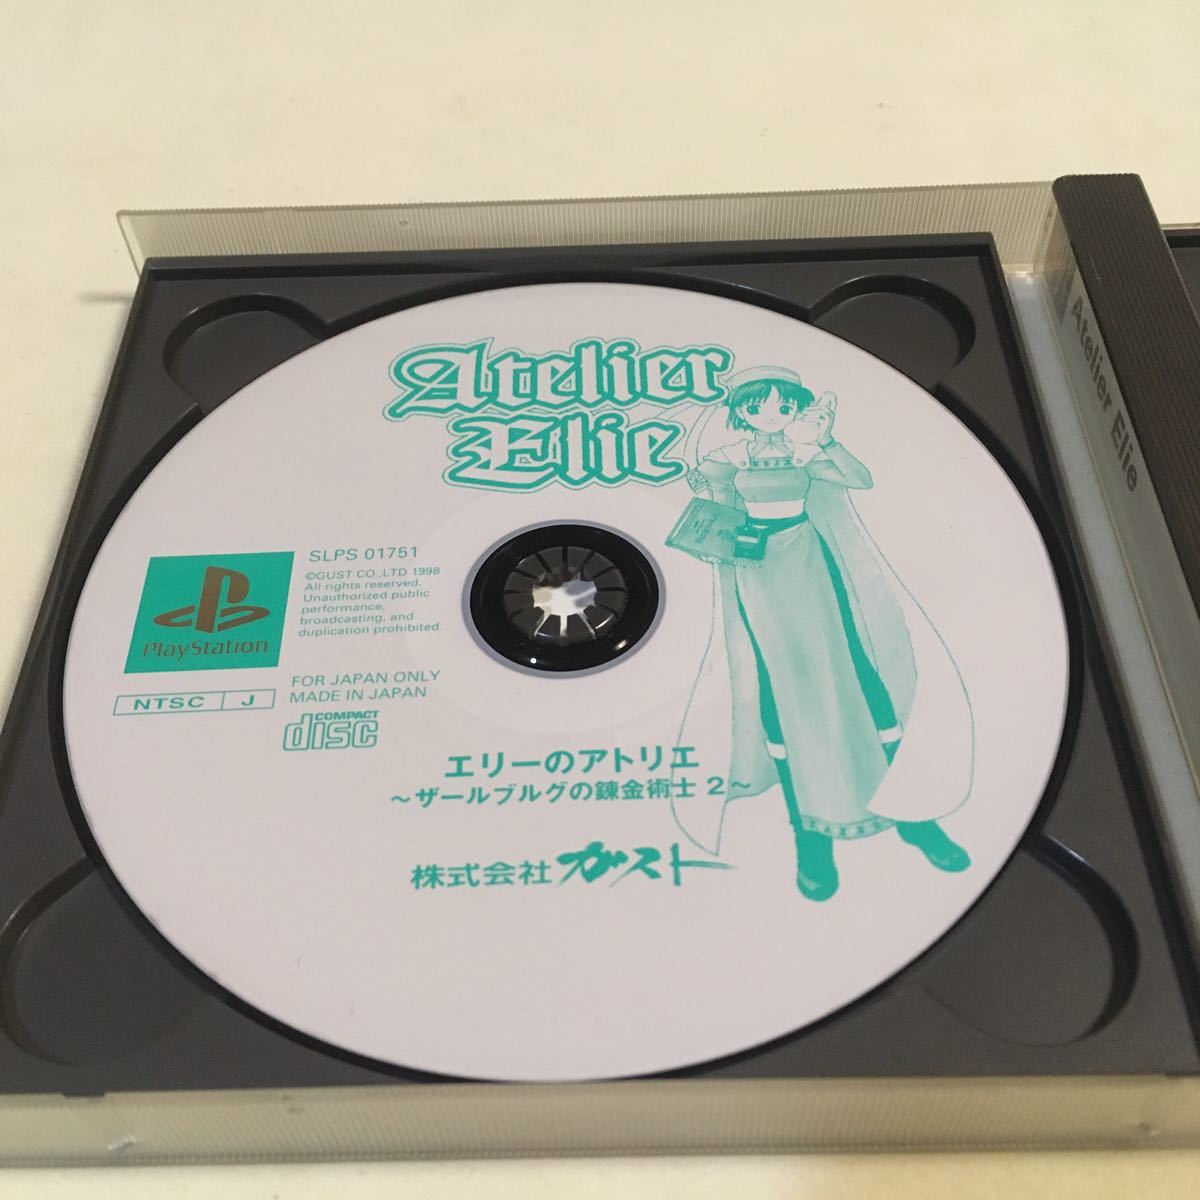 Atelier
Elie
SLPS 01751
©GUST CO.,LTD 1998
All rights reserved.
Unauthorized public
performance,
broadcasting, and
duplication prohibited.
PlayStation
FOR JAPAN ONLY
MADE IN JAPAN
NTSC J
COMPACT
disc
エリーのアトリエ
～ザールブルグの錬金術士 2～
株式会社ガスト
Atelier Elie